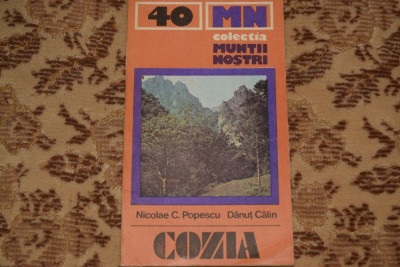 40 MN
colecția
MUNȚII
NOȘTRI
Nicolae C. Popescu Dănuț Călin
COZIA